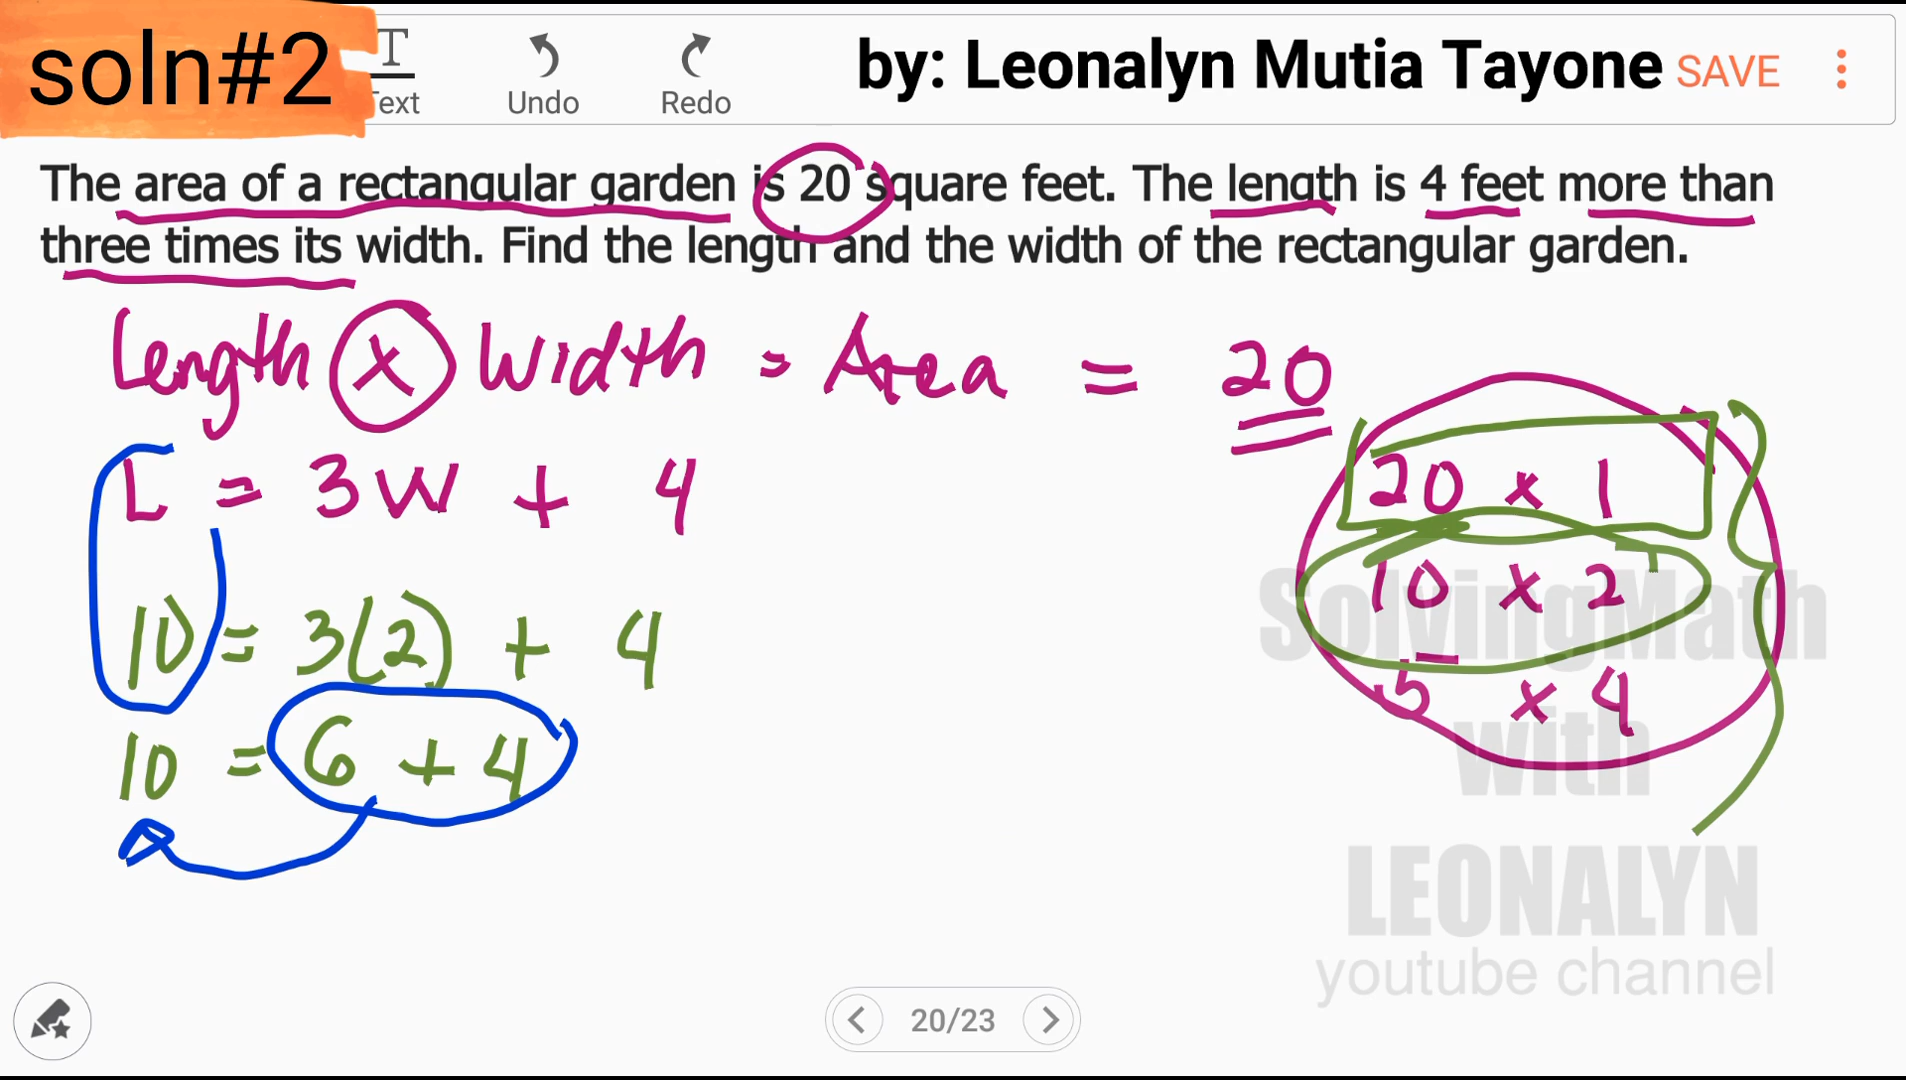 soln#2
Text
Undo
Redo
by: Leonalyn Mutia Tayone
SAVE
The area of a rectangular garden is 20 square feet. The length is 4 feet more than
three times its width. Find the length and the width of the rectangular garden.
Length x Width = Area = 20
L = 3W + 4
20 x 1
10 x 2
10 = 3(2) + 4
5 x 4
10 = 6 + 4
SolvingMath
with
LEONALYN
youtube channel
20/23